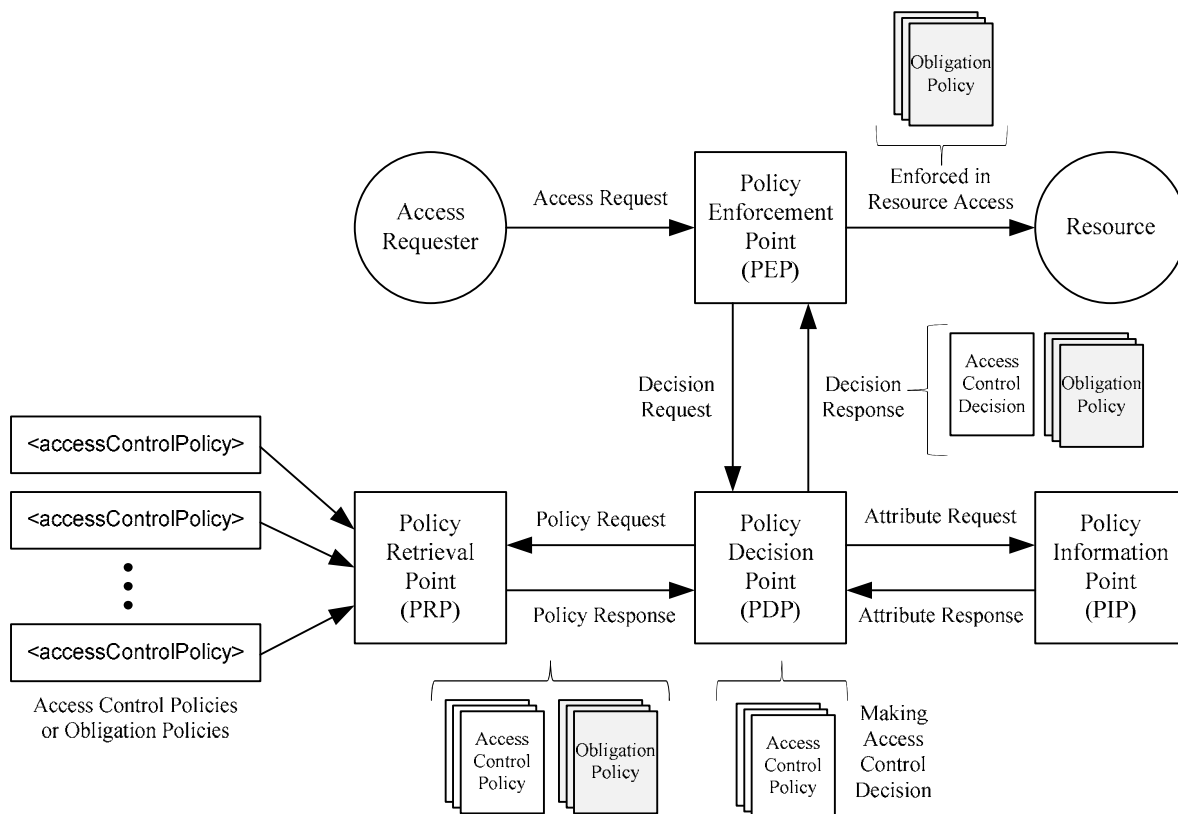 Obligation
Policy
Enforced in
Resource Access
Access
Requester
Access Request
Policy
Enforcement
Point
(PEP)
Resource
Decision
Request
Decision
Response
Access
Control
Decision
Obligation
Policy
<accessControlPolicy>
<accessControlPolicy>
<accessControlPolicy>
Access Control Policies
or Obligation Policies
Policy
Retrieval
Point
(PRP)
Policy Request
Policy Response
Policy
Decision
Point
(PDP)
Attribute Request
Attribute Response
Policy
Information
Point
(PIP)
Access
Control
Policy
Obligation
Policy
Access
Control
Policy
Making
Access
Control
Decision